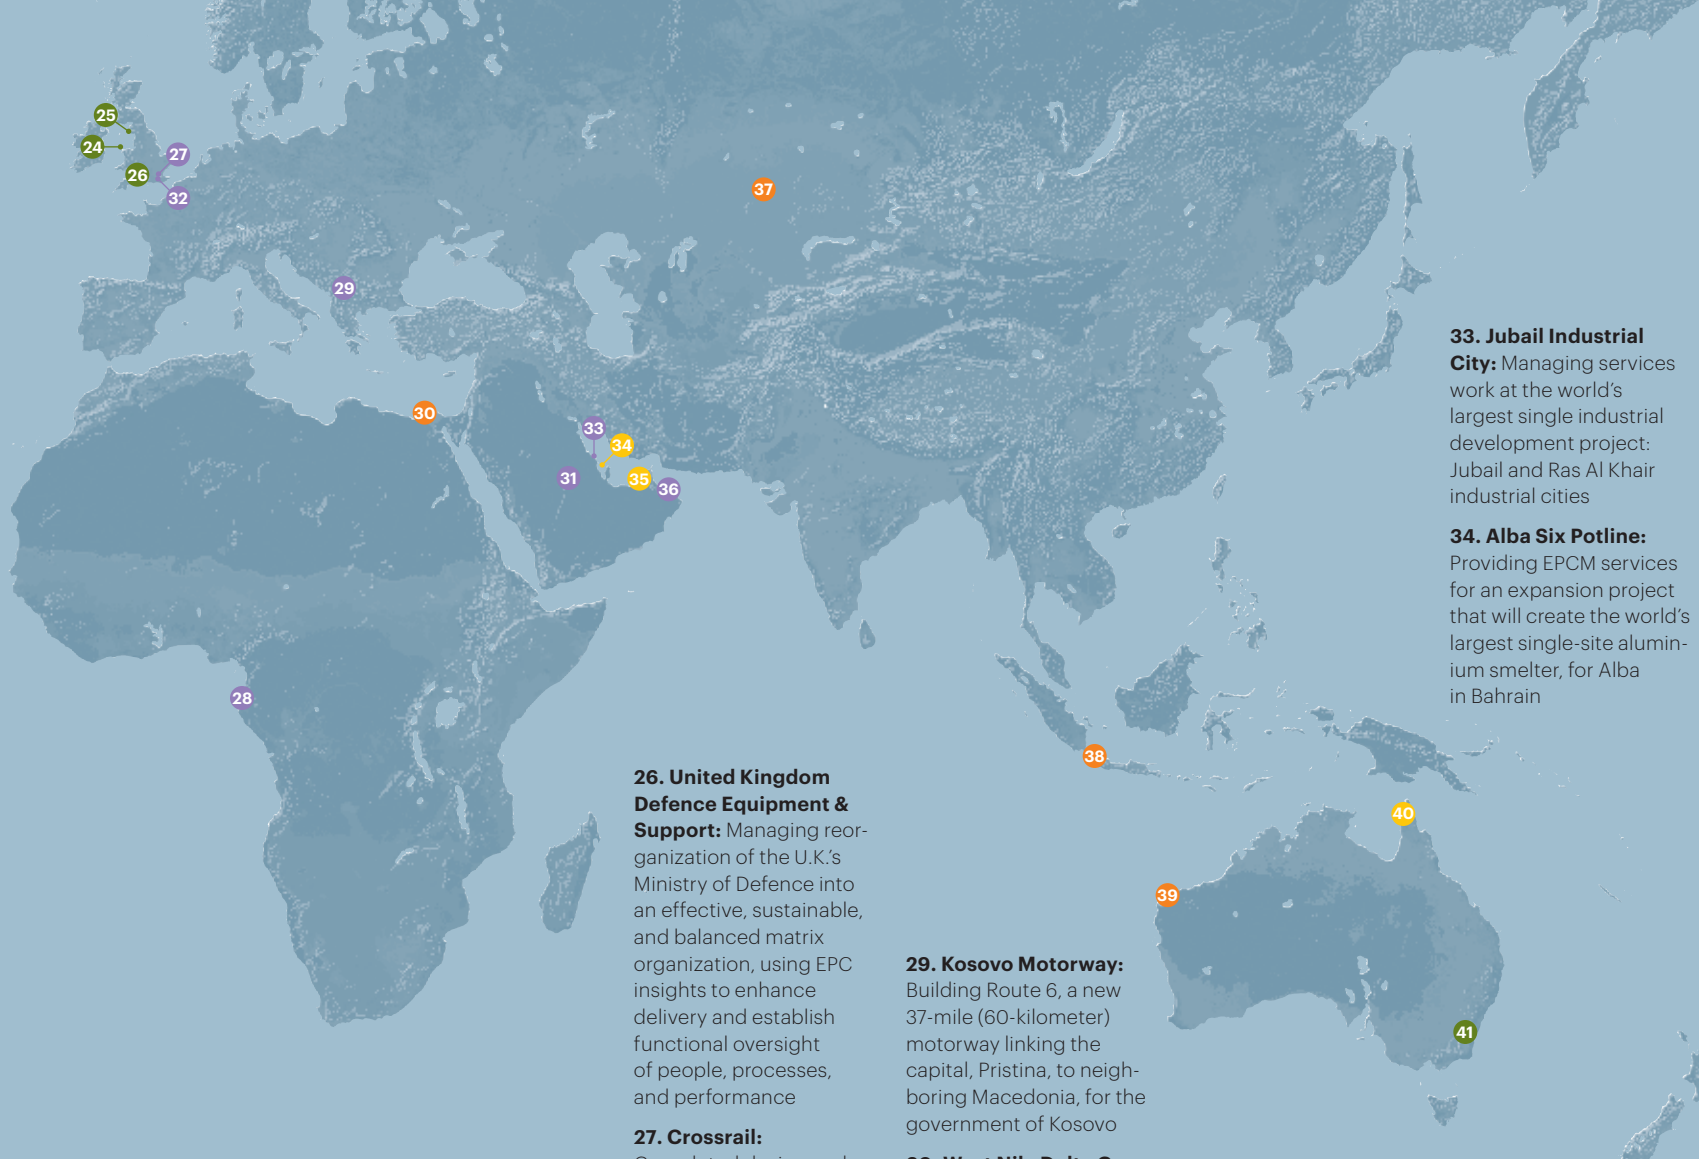 25
24
27
26
32
37
29
30
33
34
31
35
36
28
38
40
39
41
26. United Kingdom
Defence Equipment &
Support: Managing reor-
ganization of the U.K.’s
Ministry of Defence into
an effective, sustainable,
and balanced matrix
organization, using EPC
insights to enhance
delivery and establish
functional oversight
of people, processes,
and performance
27. Crossrail:
29. Kosovo Motorway:
Building Route 6, a new
37-mile (60-kilometer)
motorway linking the
capital, Pristina, to neigh-
boring Macedonia, for the
government of Kosovo
33. Jubail Industrial
City: Managing services
work at the world’s
largest single industrial
development project:
Jubail and Ras Al Khair
industrial cities
34. Alba Six Potline:
Providing EPCM services
for an expansion project
that will create the world’s
largest single-site alumin-
ium smelter, for Alba
in Bahrain